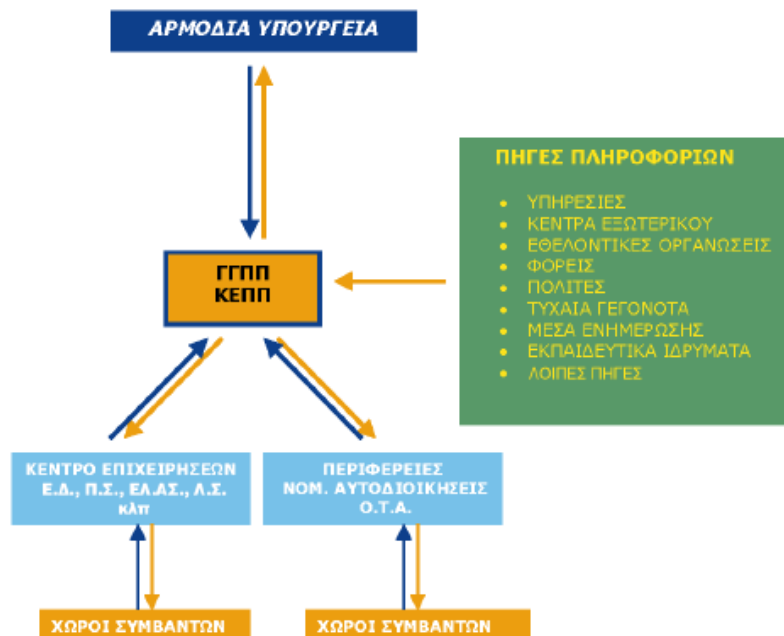 ΑΡΜΟΔΙΑ ΥΠΟΥΡΓΕΙΑ
ΠΗΓΕΣ ΠΛΗΡΟΦΟΡΙΩΝ
• ΥΠΗΡΕΣΙΕΣ
• ΚΕΝΤΡΑ ΕΞΩΤΕΡΙΚΟΥ
• ΕΘΕΛΟΝΤΙΚΕΣ ΟΡΓΑΝΩΣΕΙΣ
• ΦΟΡΕΙΣ
• ΠΟΛΙΤΕΣ
• ΤΥΧΑΙΑ ΓΕΓΟΝΟΤΑ
• ΜΕΣΑ ΕΝΗΜΕΡΩΣΗΣ
• ΕΚΠΑΙΔΕΥΤΙΚΑ ΙΔΡΥΜΑΤΑ
• ΛΟΙΠΕΣ ΠΗΓΕΣ
ΓΓΠΠ
ΚΕΠΠ
ΚΕΝΤΡΟ ΕΠΙΧΕΙΡΗΣΕΩΝ
Ε.Δ., Π.Σ., ΕΛ.ΑΣ., Λ.Σ.
κλπ
ΠΕΡΙΦΕΡΕΙΕΣ
ΝΟΜ. ΑΥΤΟΔΙΟΙΚΗΣΕΙΣ
Ο.Τ.Α.
ΧΩΡΟΙ ΣΥΜΒΑΝΤΩΝ
ΧΩΡΟΙ ΣΥΜΒΑΝΤΩΝ